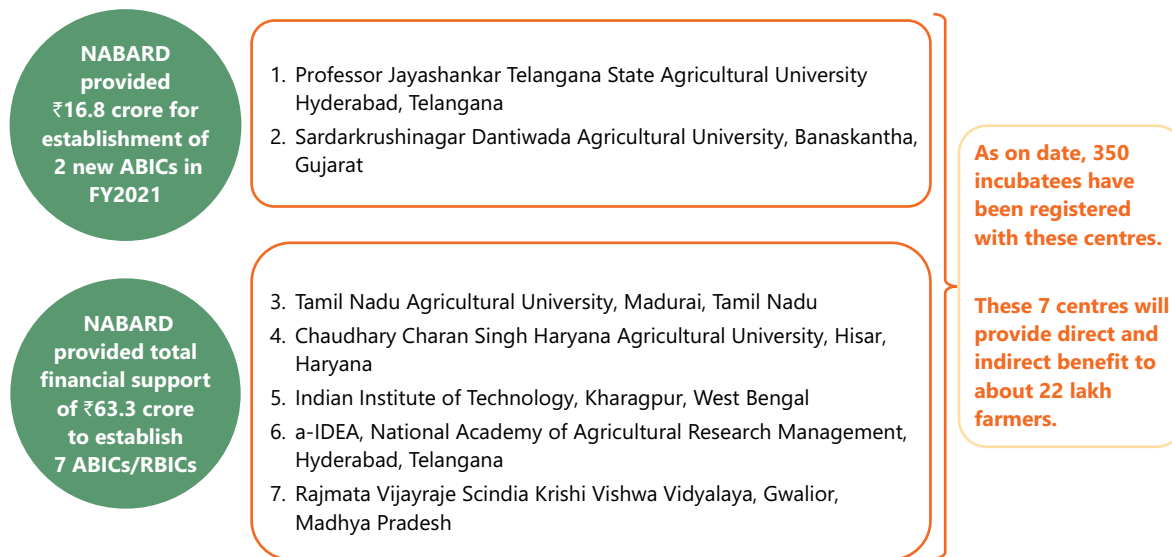 NABARD
provided
₹16.8 crore for
establishment of
2 new ABICs in
FY2021
1. Professor Jayashankar Telangana State Agricultural University
Hyderabad, Telangana
2. Sardarkrushinagar Dantiwada Agricultural University, Banaskantha,
Gujarat
NABARD
provided total
financial support
of ₹63.3 crore
to establish
7 ABICs/RBICs
3. Tamil Nadu Agricultural University, Madurai, Tamil Nadu
4. Chaudhary Charan Singh Haryana Agricultural University, Hisar,
Haryana
5. Indian Institute of Technology, Kharagpur, West Bengal
6. a-IDEA, National Academy of Agricultural Research Management,
Hyderabad, Telangana
7. Rajmata Vijayraje Scindia Krishi Vishwa Vidyalaya, Gwalior,
Madhya Pradesh
As on date, 350
incubatees have
been registered
with these centres.
These 7 centres will
provide direct and
indirect benefit to
about 22 lakh
farmers.